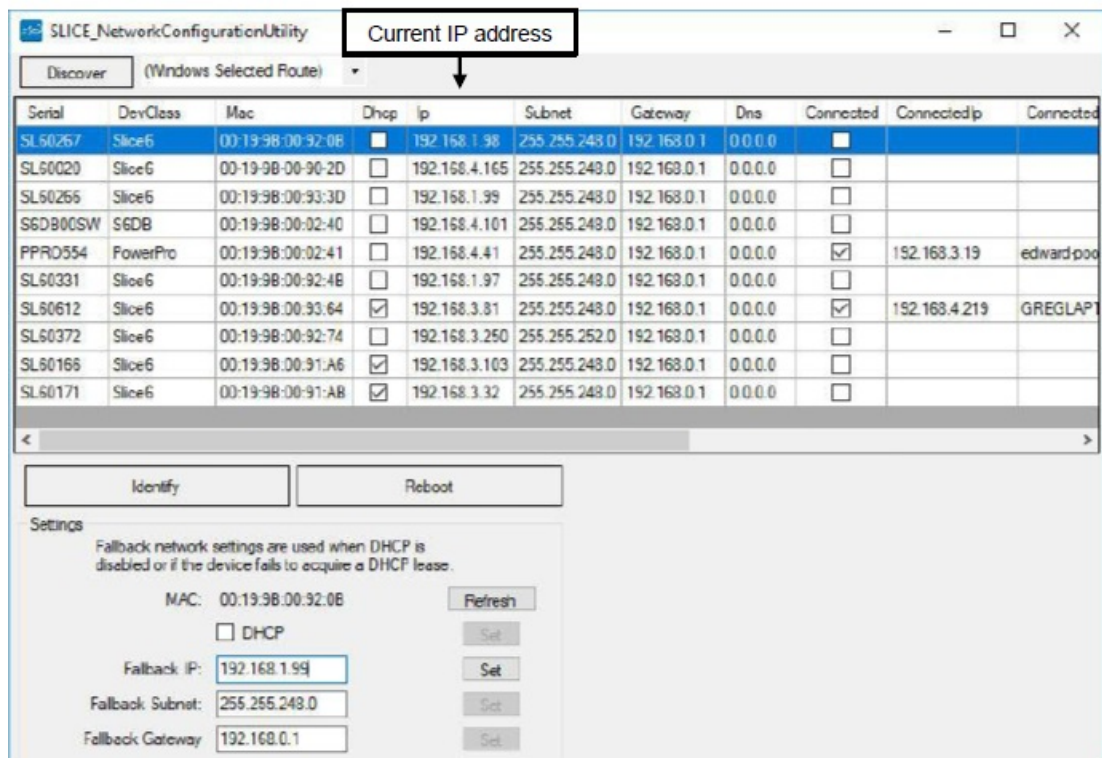 SLICE_NetworkConfigurationUtility
Current IP address
Discover (Windows Selected Route)
Serial DevClass Mac Dhcp Ip Subnet Gateway Dns Connected ConnectedIp Connected
SL60267 Slice6 00:19:9B:00:92:0B 192.168.1.98 255.255.248.0 192.168.0.1 0.0.0.0
SL60020 Slice6 00-19-9B-00-90-2D 192.168.4.165 255.255.248.0 192.168.0.1 0.0.0.0
SL60266 Slice6 00:19:9B:00:93:3D 192.168.1.99 255.255.248.0 192.168.0.1 0.0.0.0
S6DB00SW S6DB 00:19:9B:00:02:40 192.168.4.101 255.255.248.0 192.168.0.1 0.0.0.0
PPRO554 PowerPro 00:19:9B:00:02:41 192.168.4.41 255.255.248.0 192.168.0.1 0.0.0.0 192.168.3.19 edward-poo
SL60331 Slice6 00:19:9B:00:92:4B 192.168.1.97 255.255.248.0 192.168.0.1 0.0.0.0
SL60612 Slice6 00:19:9B:00:93:64 192.168.3.81 255.255.248.0 192.168.0.1 0.0.0.0 192.168.4.219 GREGLAPT
SL60372 Slice6 00:19:9B:00:92:74 192.168.3.250 255.255.252.0 192.168.0.1 0.0.0.0
SL60166 Slice6 00:19:9B:00:91:A6 192.168.3.103 255.255.248.0 192.168.0.1 0.0.0.0
SL60171 Slice6 00:19:9B:00:91:AB 192.168.3.32 255.255.248.0 192.168.0.1 0.0.0.0
Identify Reboot
Settings
Fallback network settings are used when DHCP is
disabled or if the device fails to acquire a DHCP lease.
MAC: 00:19:9B:00:92:0B Refresh
DHCP Set
Fallback IP: 192.168.1.99 Set
Fallback Subnet: 255.255.248.0 Set
Fallback Gateway 192.168.0.1 Set